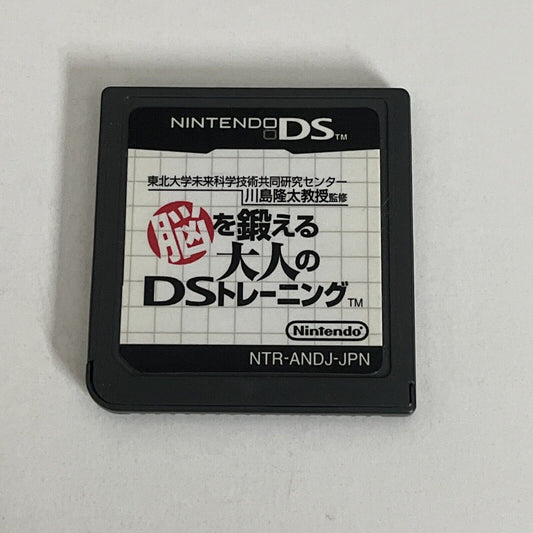 NINTENDO DS™
東北大学未来科学技術共同研究センター
川島隆太教授監修
脳を鍛える
大人の
DSトレーニング™
Nintendo®
NTR-ANDJ-JPN